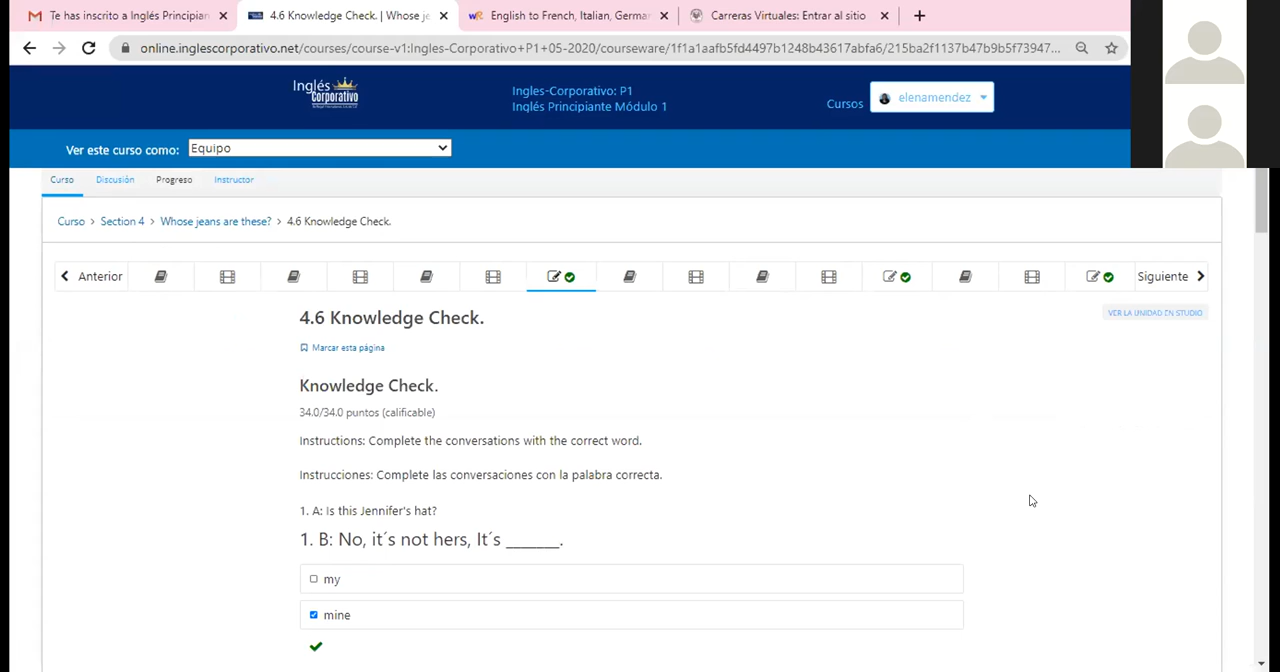 Te has inscrito a Inglés Principian
4.6 Knowledge Check. | Whose je
English to French, Italian, German
Carreras Virtuales: Entrar al sitio
online.inglescorporativo.net/courses/course-v1:Ingles-Corporativo+P1+05-2020/courseware/1f1a1aafb5fd4497b1248b43617abfa6/215ba2f1137b47b9b5f73947...
Inglés Corporativo
Ingles-Corporativo: P1
Inglés Principiante Módulo 1
Cursos
elenamendez
Ver este curso como: Equipo
Curso Discusión Progreso Instructor
Curso > Section 4 > Whose jeans are these? > 4.6 Knowledge Check.
Anterior
Siguiente
4.6 Knowledge Check.
VER LA UNIDAD EN STUDIO
Marcar esta página
Knowledge Check.
34.0/34.0 puntos (calificable)
Instructions: Complete the conversations with the correct word.
Instrucciones: Complete las conversaciones con la palabra correcta.
1. A: Is this Jennifer's hat?
1. B: No, it´s not hers, It´s _______.
my
mine